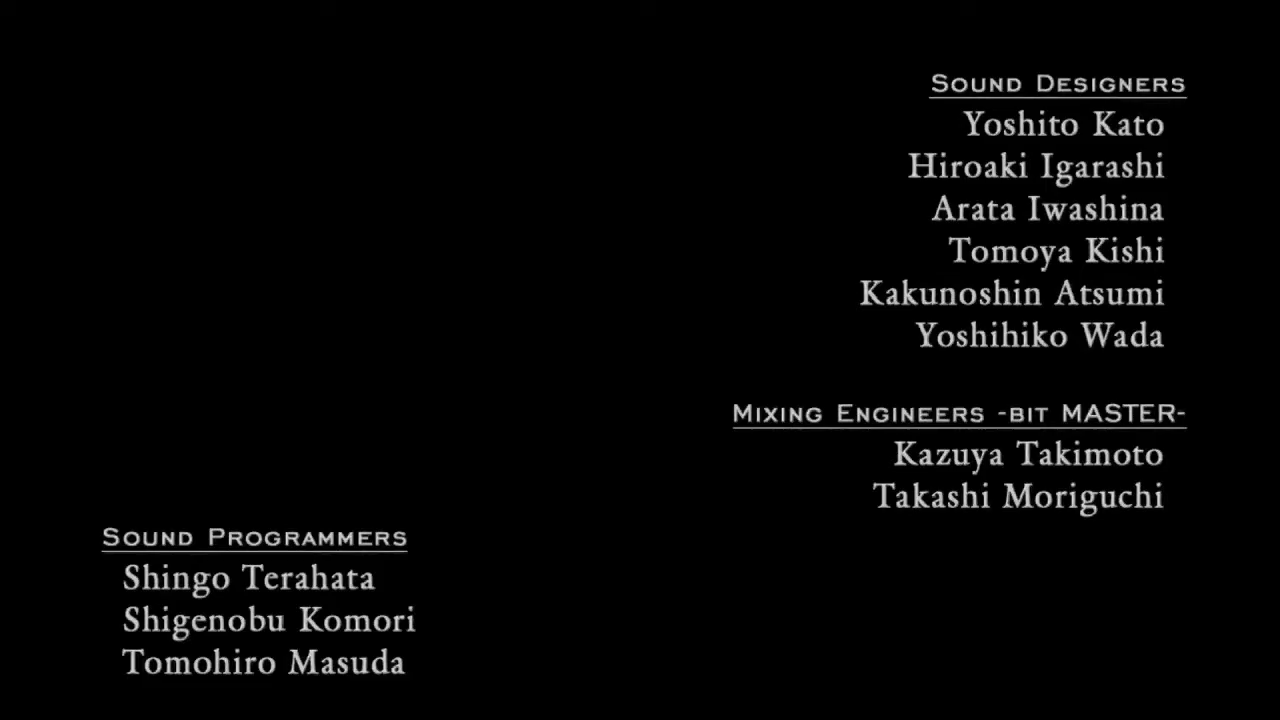 Sound Designers
Yoshito Kato
Hiroaki Igarashi
Arata Iwashina
Tomoya Kishi
Kakunoshin Atsumi
Yoshihiko Wada
Mixing Engineers -bit MASTER-
Kazuya Takimoto
Takashi Moriguchi
Sound Programmers
Shingo Terahata
Shigenobu Komori
Tomohiro Masuda